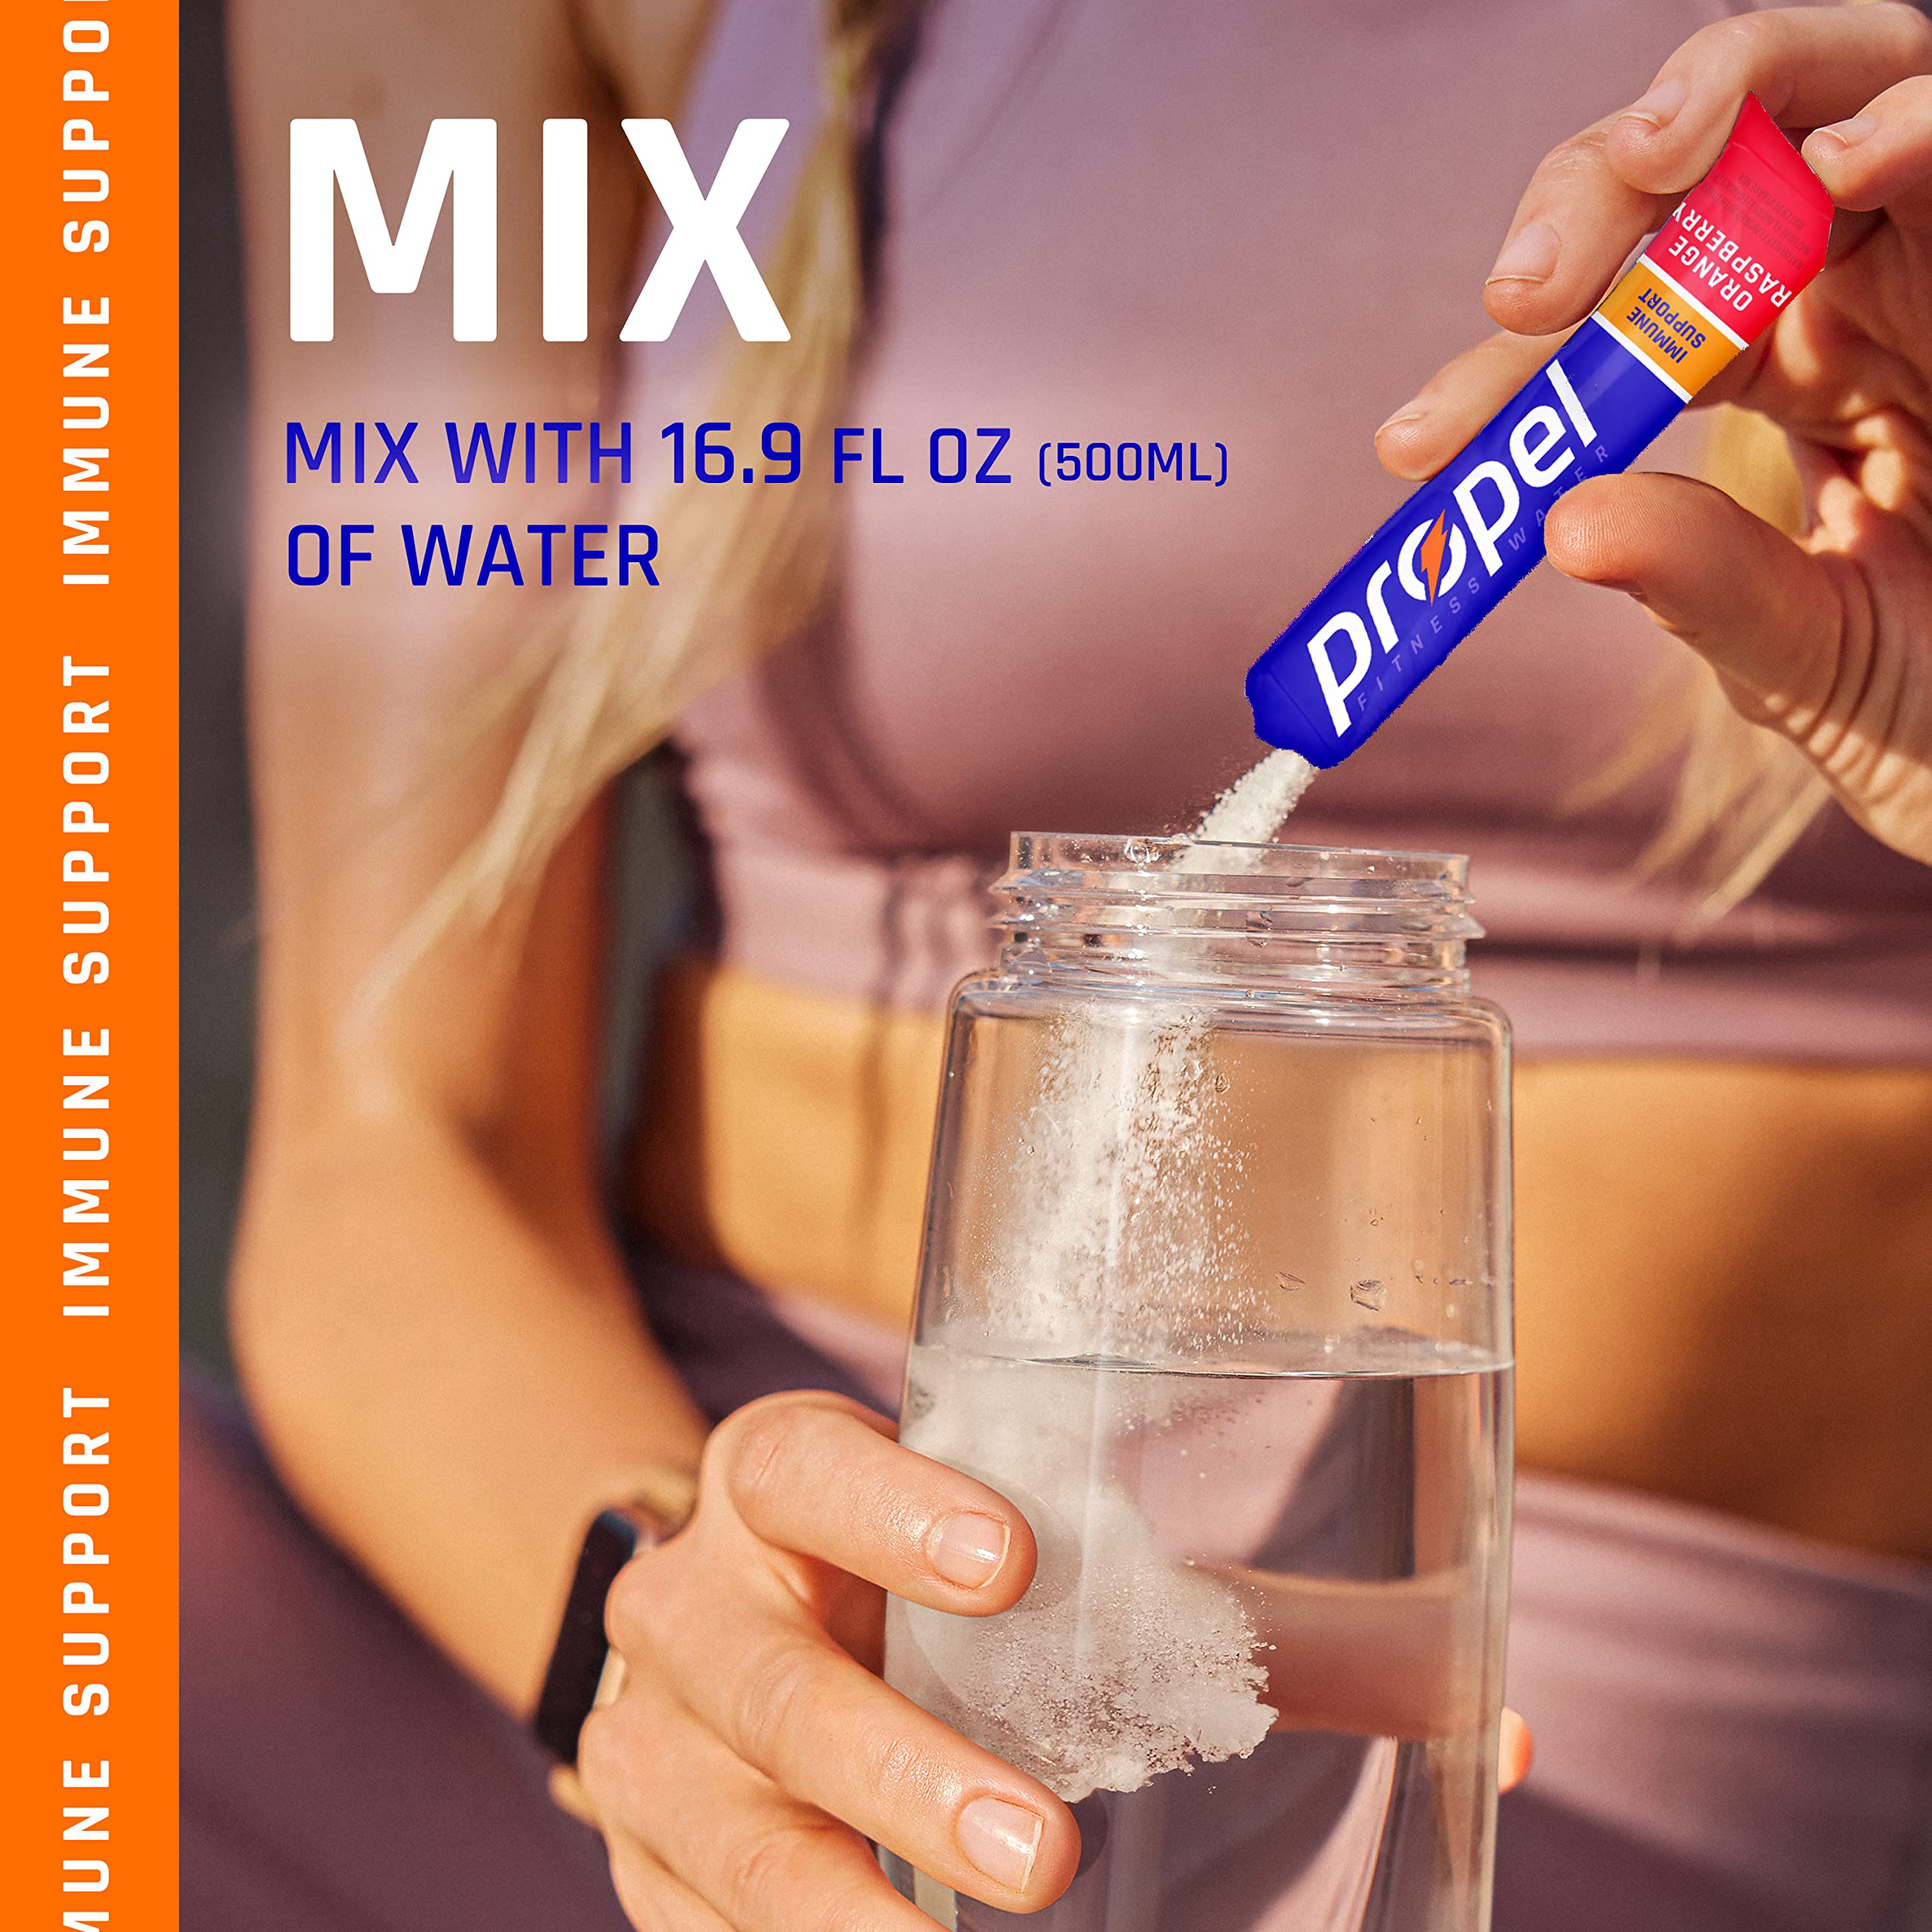 MIX
MIX WITH 16.9 FL OZ (500ML)
OF WATER
ORANGE
RASPBERRY
IMMUNE
SUPPORT
propel
FITNESS WATER
MUNE SUPPORT IMMUNE SUPPORT IMMUNE SUPPORT IMMUNE SUPPO